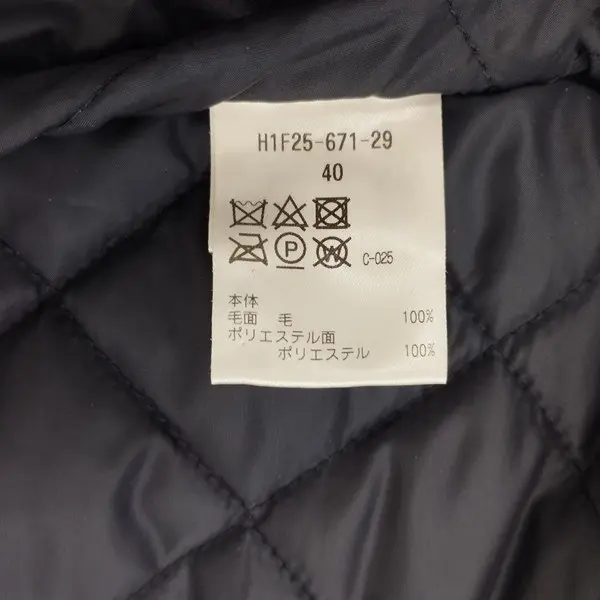 H1F25-671-29
40
P W C-025
本体
毛面 毛 100%
ポリエステル面
ポリエステル 100%